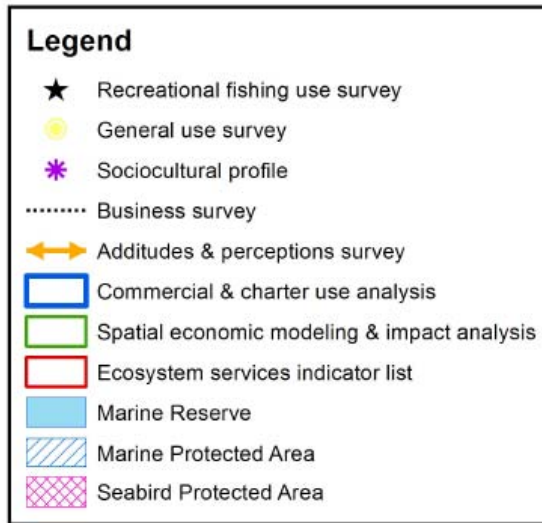 Legend
Recreational fishing use survey
General use survey
Sociocultural profile
Business survey
Additudes & perceptions survey
Commercial & charter use analysis
Spatial economic modeling & impact analysis
Ecosystem services indicator list
Marine Reserve
Marine Protected Area
Seabird Protected Area